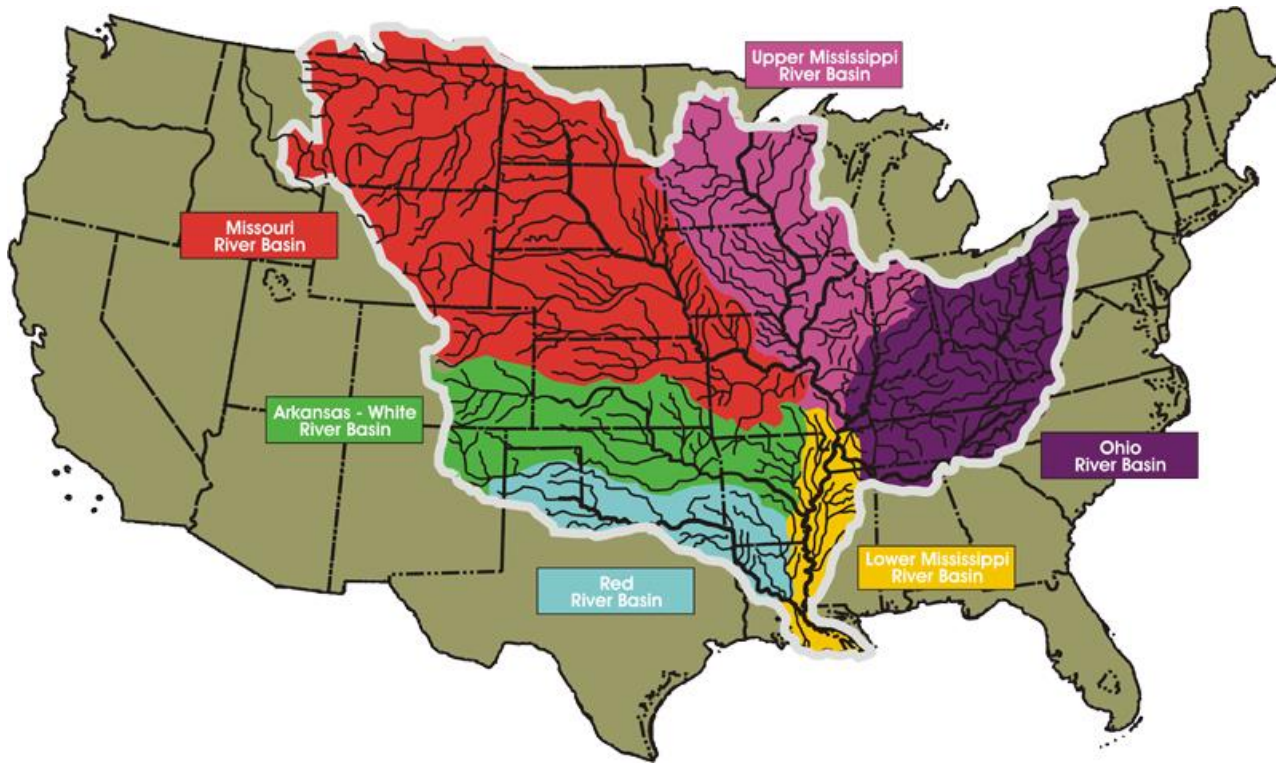 Upper Mississippi
River Basin
Missouri
River Basin
Arkansas - White
River Basin
Ohio
River Basin
Lower Mississippi
River Basin
Red
River Basin